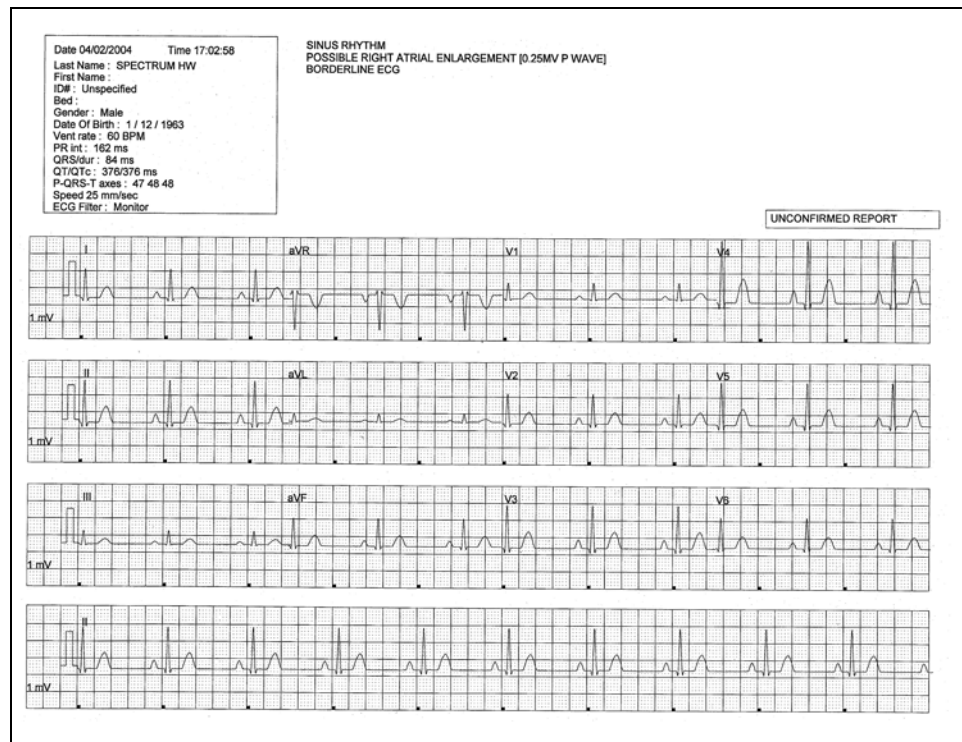 Date 04/02/2004 Time 17:02:58
Last Name : SPECTRUM HW
First Name :
ID# : Unspecified
Bed :
Gender : Male
Date Of Birth : 1 / 12 / 1963
Vent rate : 60 BPM
PR int : 162 ms
QRS/dur : 84 ms
QT/QTc : 376/376 ms
P-QRS-T axes : 47 48 48
Speed 25 mm/sec
ECG Filter : Monitor
SINUS RHYTHM
POSSIBLE RIGHT ATRIAL ENLARGEMENT [0.25MV P WAVE]
BORDERLINE ECG
UNCONFIRMED REPORT
I aVR V1 V4
1 mV
II aVL V2 V5
1 mV
III aVF V3 V6
1 mV
II
1 mV